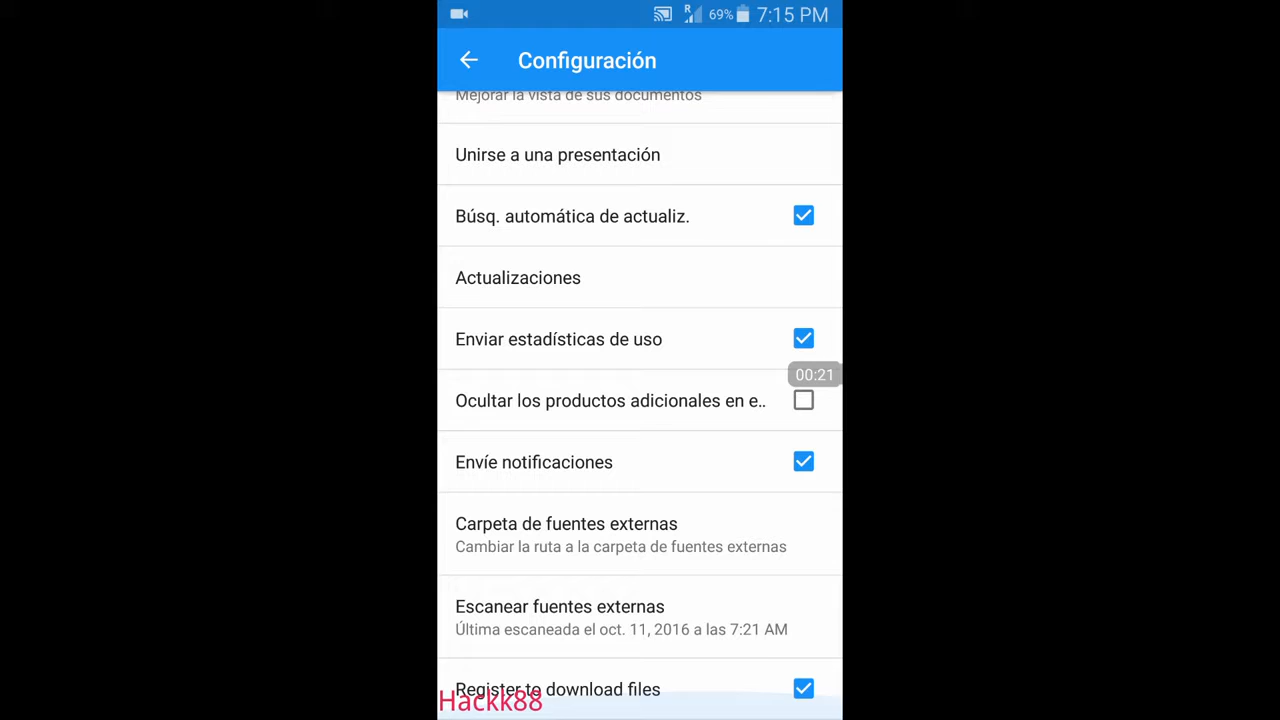 R 69% 7:15 PM
Configuración
Mejorar la vista de sus documentos
Unirse a una presentación
Búsq. automática de actualiz.
Actualizaciones
Enviar estadísticas de uso
00:21
Ocultar los productos adicionales en e..
Envíe notificaciones
Carpeta de fuentes externas
Cambiar la ruta a la carpeta de fuentes externas
Escanear fuentes externas
Última escaneada el oct. 11, 2016 a las 7:21 AM
Register to download files
Hackk88